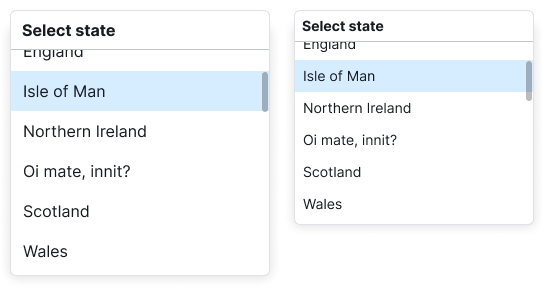 Select state
England
Isle of Man
Northern Ireland
Oi mate, innit?
Scotland
Wales
Select state
England
Isle of Man
Northern Ireland
Oi mate, innit?
Scotland
Wales